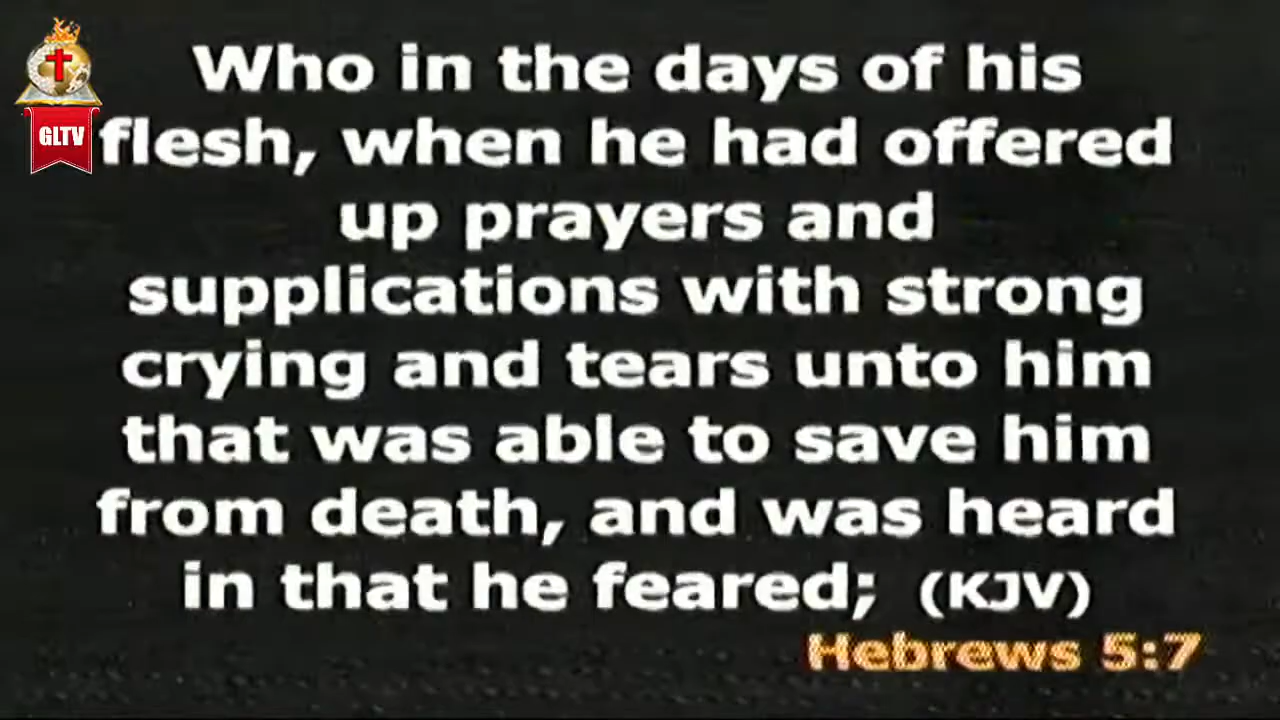 Who in the days of his
flesh, when he had offered
up prayers and
supplications with strong
crying and tears unto him
that was able to save him
from death, and was heard
in that he feared; (KJV)
Hebrews 5:7
GLTV